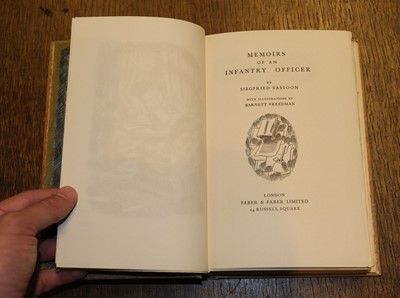 MEMOIRS
OF AN
INFANTRY OFFICER
BY
SIEGFRIED SASSOON
WITH ILLUSTRATIONS BY
BARNETT FREEDMAN
LONDON
FABER & FABER LIMITED
24 RUSSELL SQUARE